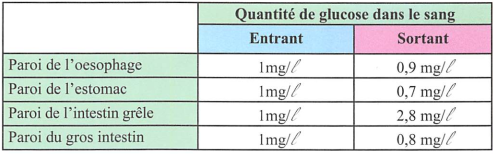 Quantité de glucose dans le sang
Entrant Sortant
Paroi de l'oesophage 1mg/ℓ 0,9 mg/ℓ
Paroi de l'estomac 1mg/ℓ 0,7 mg/ℓ
Paroi de l'intestin grêle 1mg/ℓ 2,8 mg/ℓ
Paroi du gros intestin 1mg/ℓ 0,8 mg/ℓ